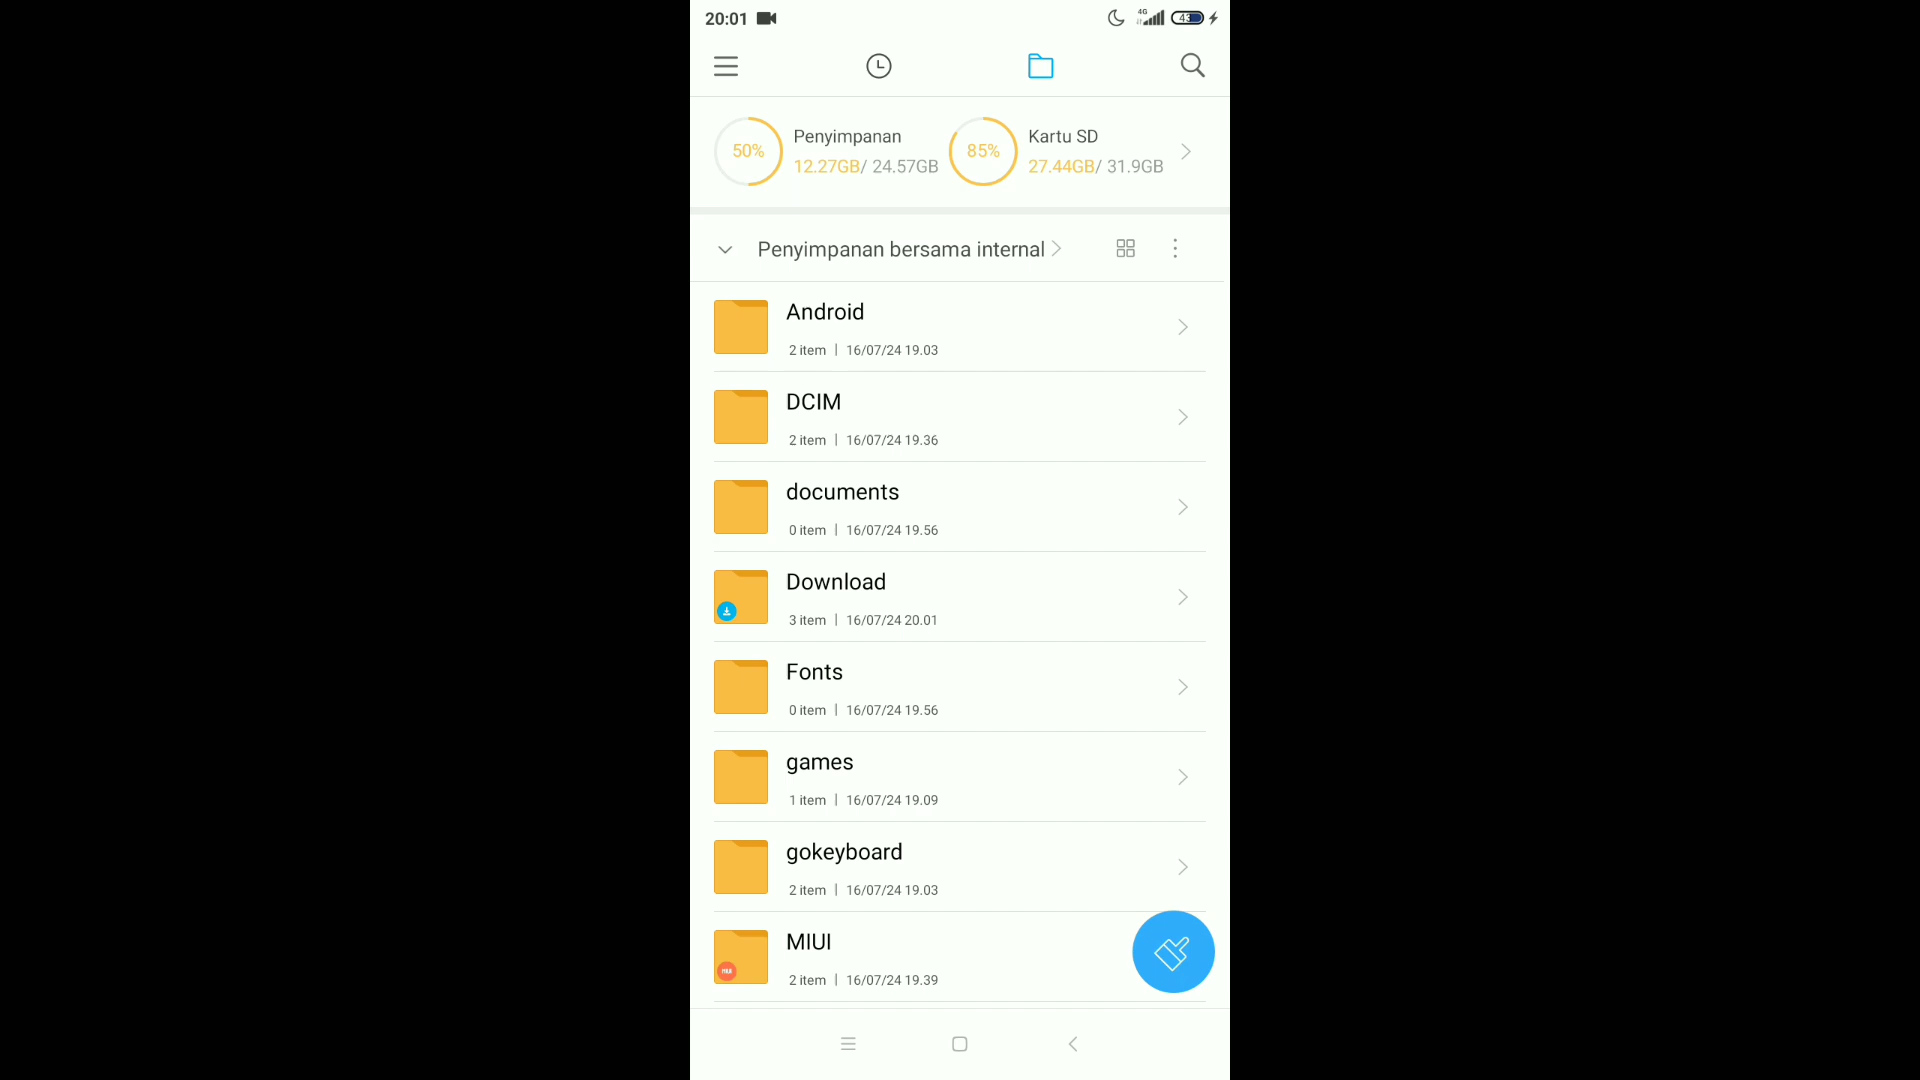 20:01
4G
43
50%
Penyimpanan
12.27GB/ 24.57GB
85%
Kartu SD
27.44GB/ 31.9GB
Penyimpanan bersama internal
Android
2 item | 16/07/24 19.03
DCIM
2 item | 16/07/24 19.36
documents
0 item | 16/07/24 19.56
Download
3 item | 16/07/24 20.01
Fonts
0 item | 16/07/24 19.56
games
1 item | 16/07/24 19.09
gokeyboard
2 item | 16/07/24 19.03
MIUI
2 item | 16/07/24 19.39